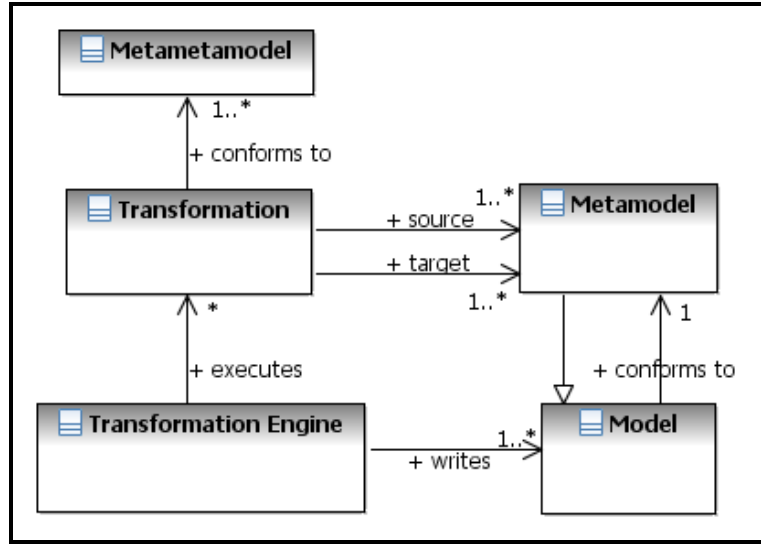 Metametamodel
1..*
+ conforms to
Transformation
1..*
Metamodel
+ source
+ target
1..*
*
1
+ executes
+ conforms to
Transformation Engine
1..*
Model
+ writes